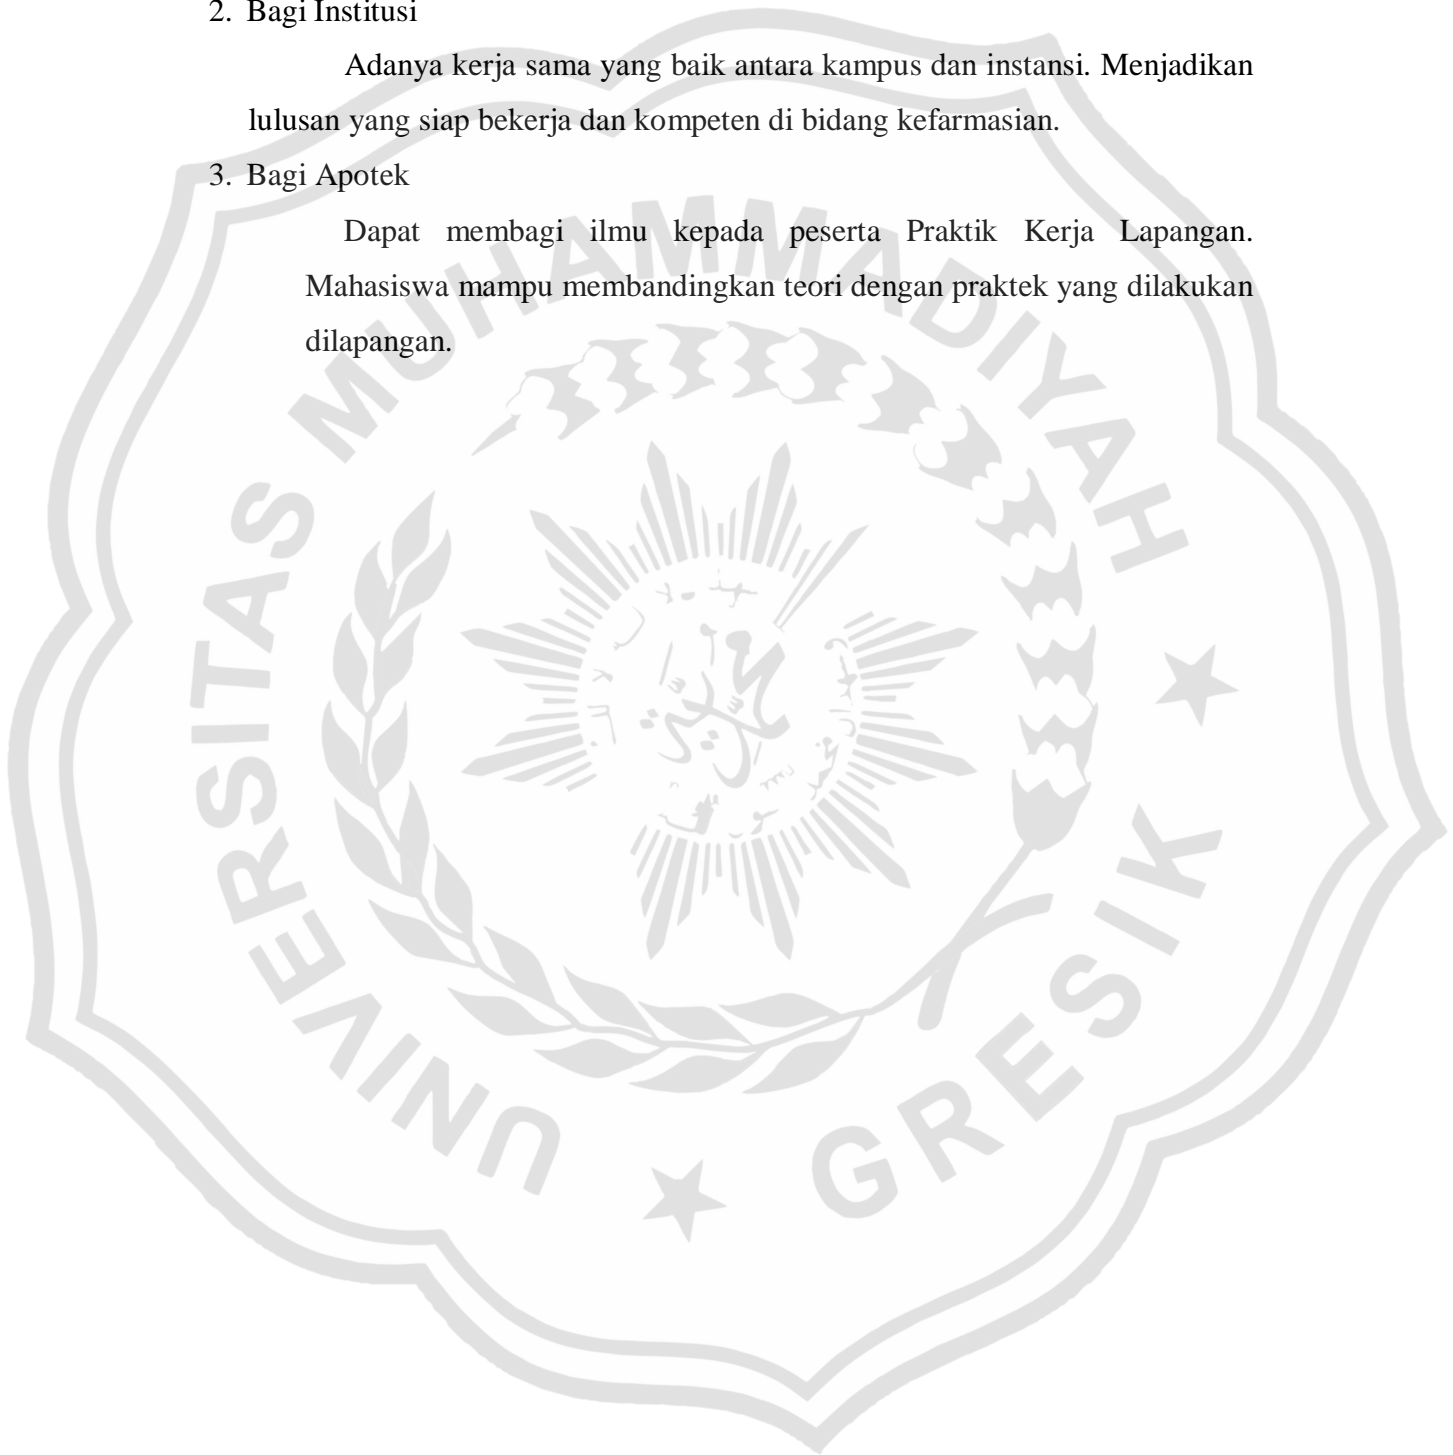 2. Bagi Institusi
Adanya kerja sama yang baik antara kampus dan instansi. Menjadikan
lulusan yang siap bekerja dan kompeten di bidang kefarmasian.
3. Bagi Apotek
Dapat membagi ilmu kepada peserta Praktik Kerja Lapangan.
Mahasiswa mampu membandingkan teori dengan praktek yang dilakukan
dilapangan.
UNIVERSITAS MUHAMMADIYAH
GRESIK